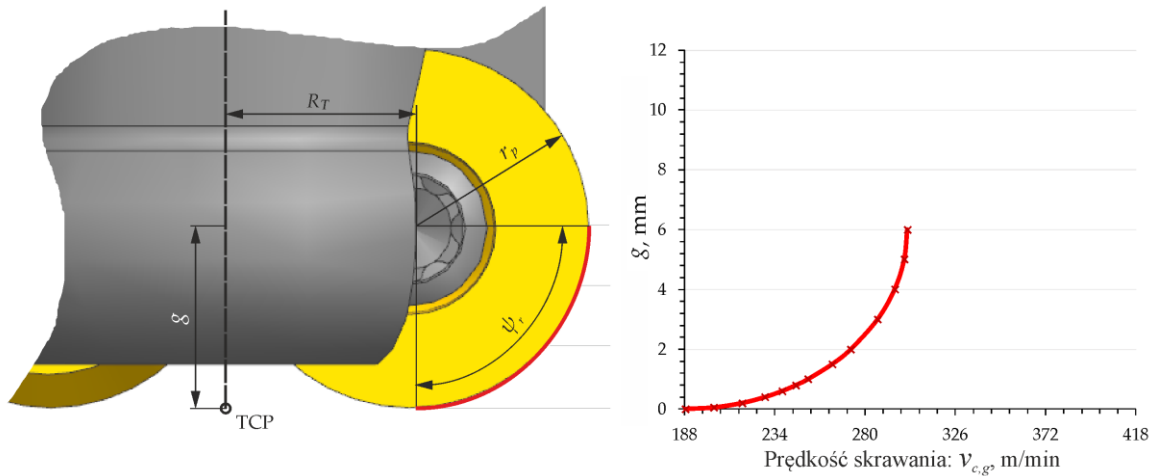 R_T
r_p
g
ψ_r
TCP
g, mm
12
10
8
6
4
2
0
188 234 280 326 372 418
Prędkość skrawania: v_{c,g}, m/min